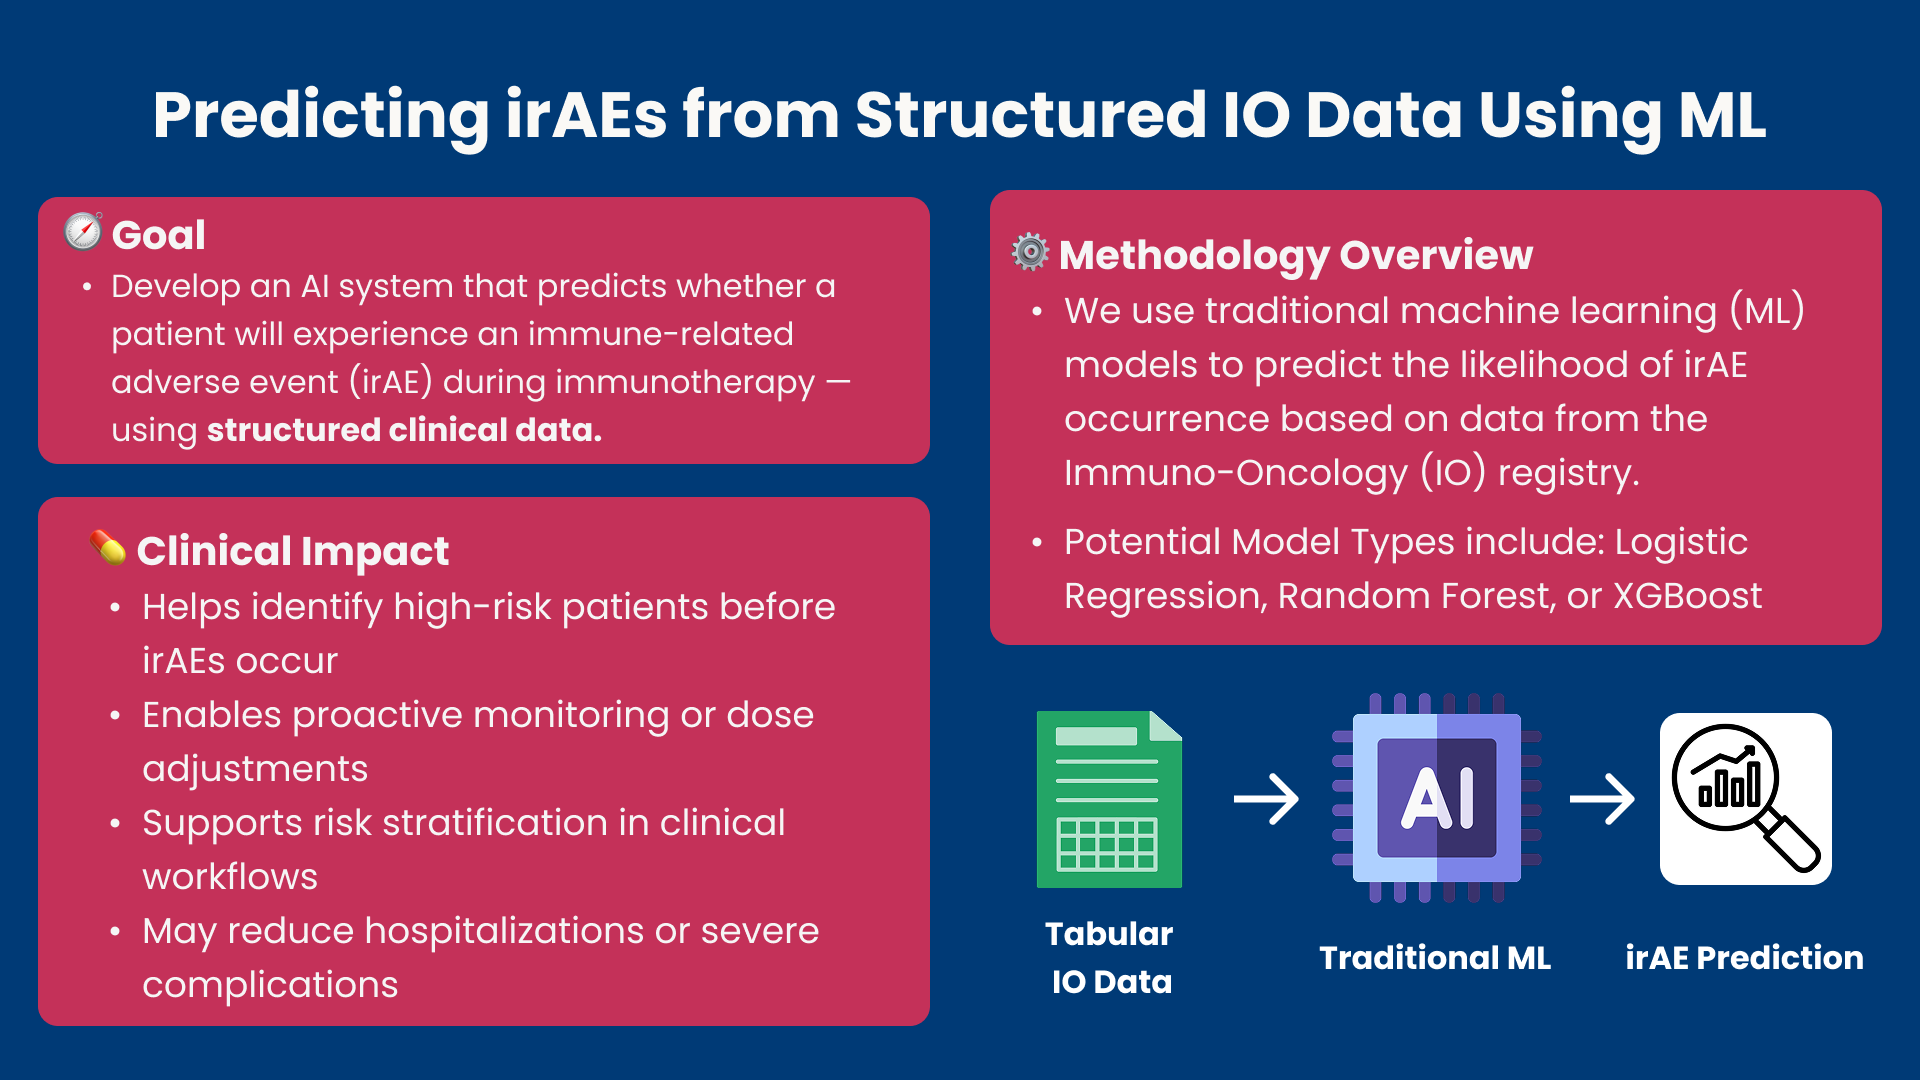 Predicting irAEs from Structured IO Data Using ML
Goal
• Develop an AI system that predicts whether a
patient will experience an immune-related
adverse event (irAE) during immunotherapy —
using structured clinical data.
Clinical Impact
• Helps identify high-risk patients before
irAEs occur
• Enables proactive monitoring or dose
adjustments
• Supports risk stratification in clinical
workflows
• May reduce hospitalizations or severe
complications
Methodology Overview
• We use traditional machine learning (ML)
models to predict the likelihood of irAE
occurrence based on data from the
Immuno-Oncology (IO) registry.
• Potential Model Types include: Logistic
Regression, Random Forest, or XGBoost
AI
Tabular
IO Data
Traditional ML
irAE Prediction